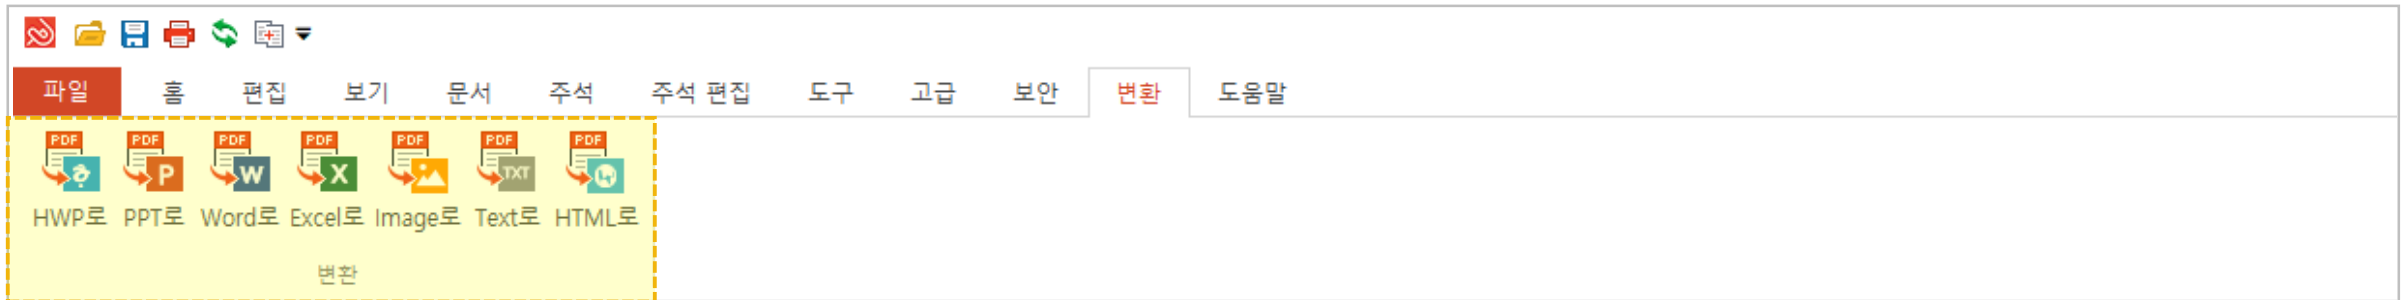 파일 홈 편집 보기 문서 주석 주석 편집 도구 고급 보안 변환 도움말
PDF PDF PDF PDF PDF PDF PDF
P W X TXT
HWP로 PPT로 Word로 Excel로 Image로 Text로 HTML로
변환